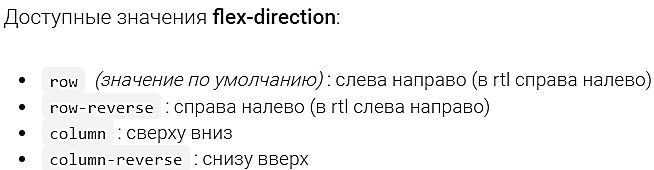 Доступные значения flex-direction:
• row (значение по умолчанию) : слева направо (в rtl справа налево)
• row-reverse : справа налево (в rtl слева направо)
• column : сверху вниз
• column-reverse : снизу вверх